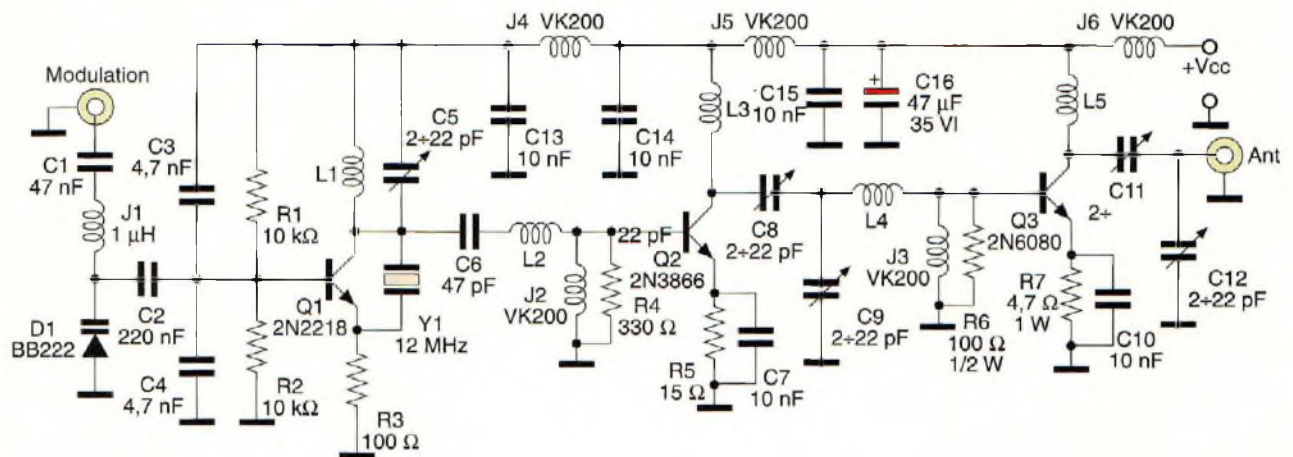 J4 VK200
J5 VK200
J6 VK200
+Vcc
Modulation
C1
47 nF
J1
1 µH
C3
4,7 nF
R1
10 kΩ
L1
C5
2÷22 pF
C13
10 nF
C14
10 nF
L3
C15
10 nF
+
C16
47 µF
35 Vl
L5
Ant
C11
2÷
D1
BB222
C2
220 nF
C4
4,7 nF
R2
10 kΩ
Q1
2N2218
R3
100 Ω
Y1
12 MHz
C6
47 pF
L2
J2
VK200
R4
330 Ω
22 pF
Q2
2N3866
R5
15 Ω
C7
10 nF
C8
2÷22 pF
C9
2÷22 pF
L4
J3
VK200
R6
100 Ω
1/2 W
Q3
2N6080
R7
4,7 Ω
1 W
C10
10 nF
C12
2÷22 pF